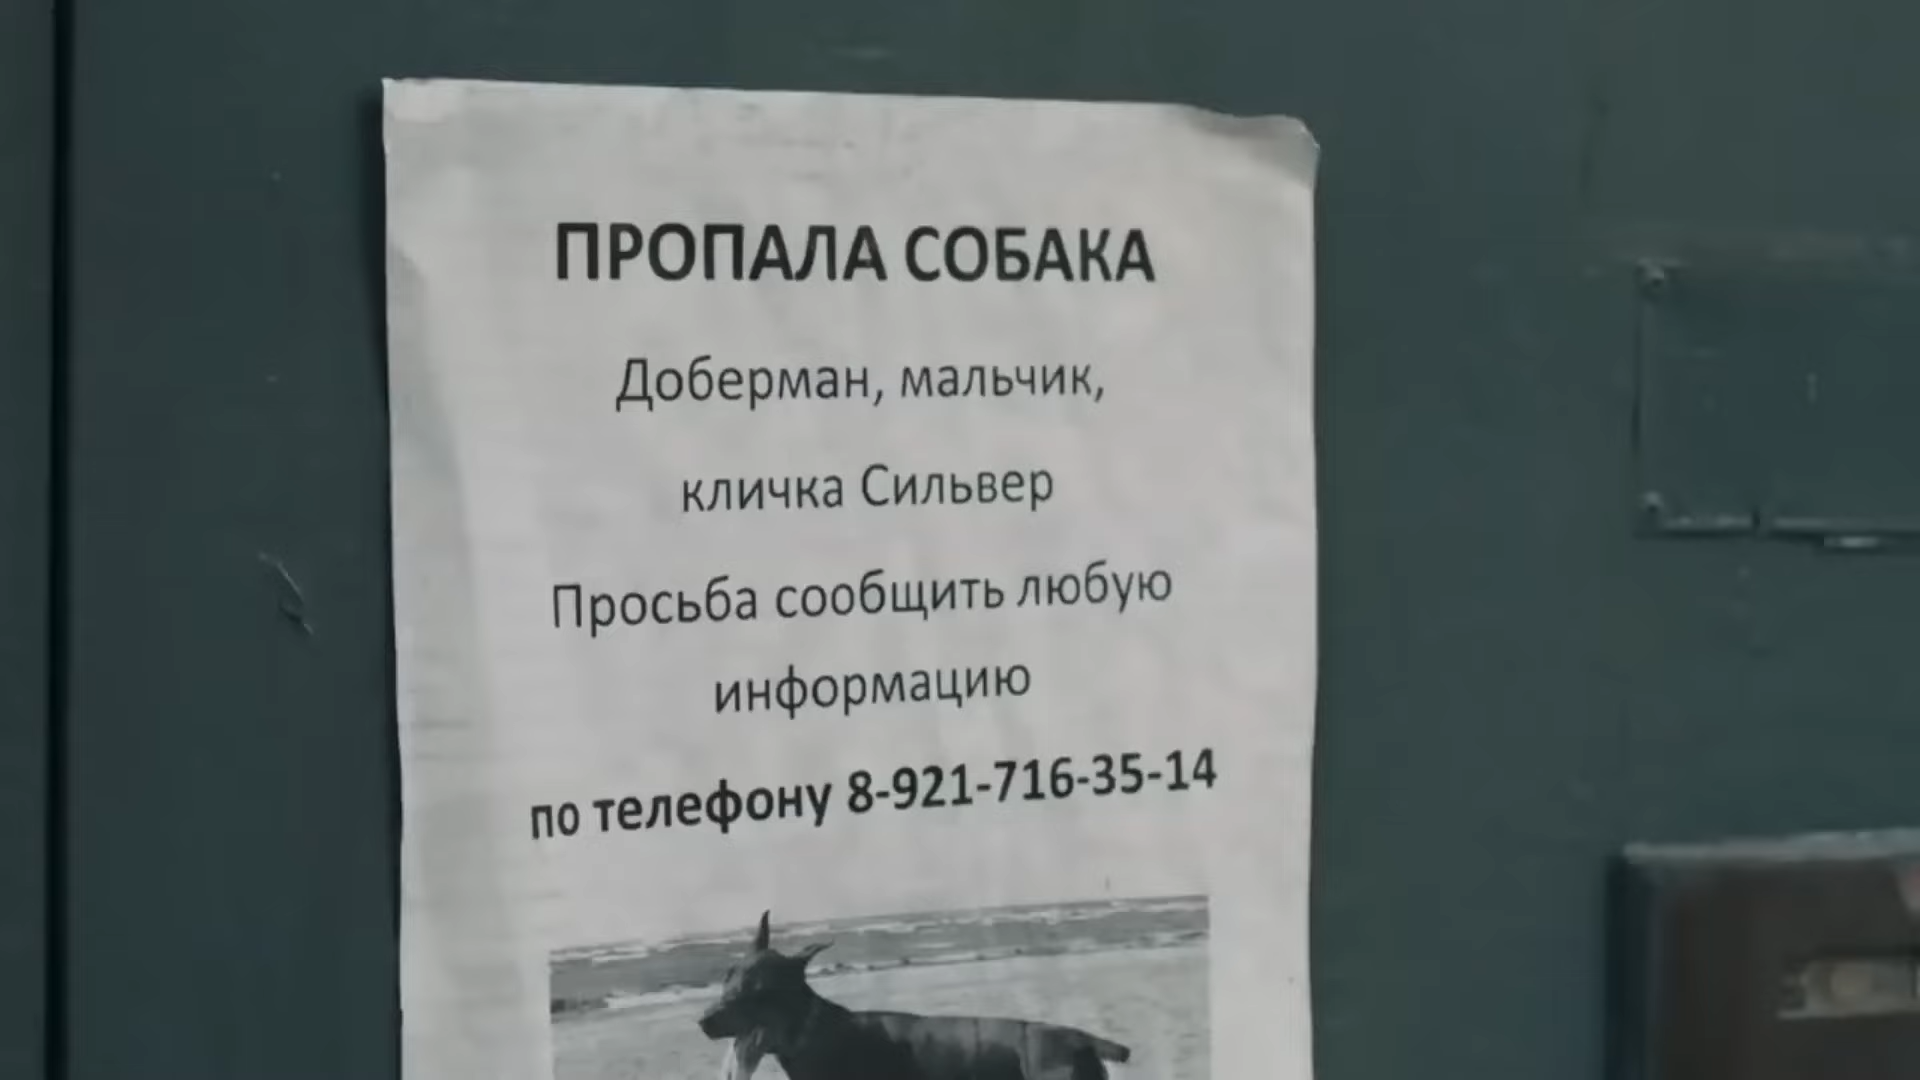 ПРОПАЛА СОБАКА
Доберман, мальчик,
кличка Сильвер
Просьба сообщить любую
информацию
по телефону 8-921-716-35-14